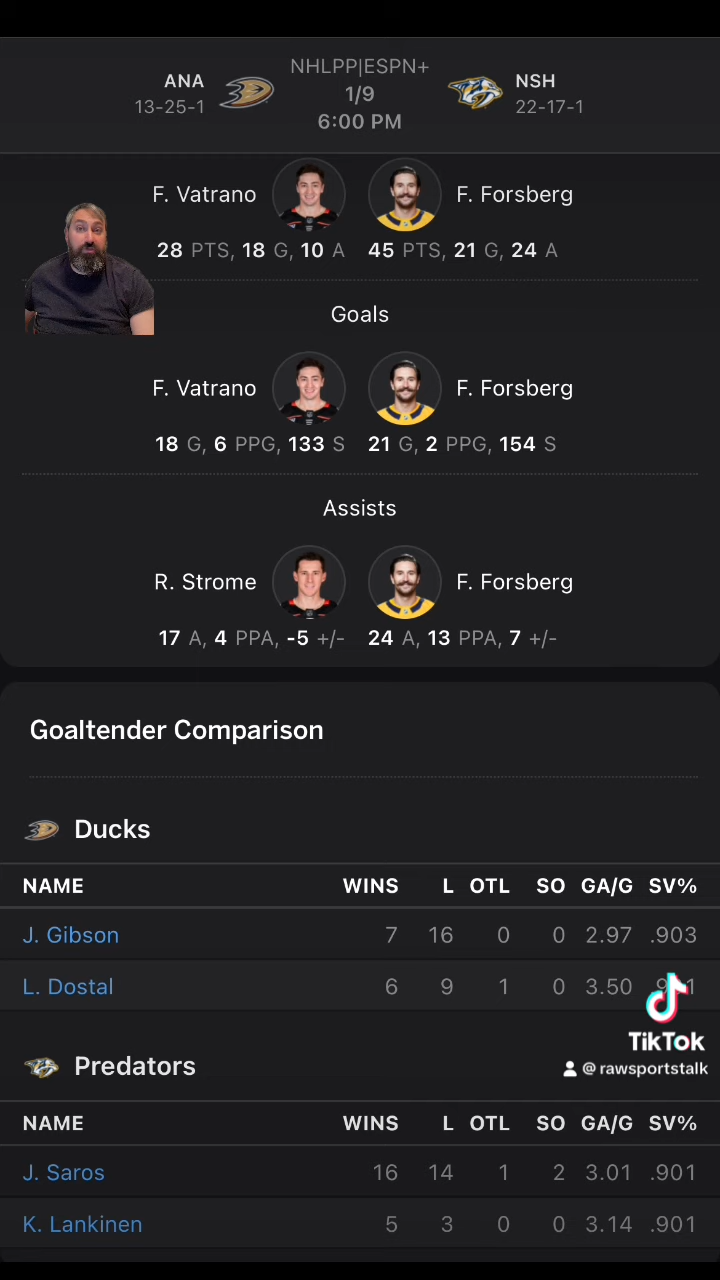 NHLPP|ESPN+
ANA
13-25-1
1/9
6:00 PM
NSH
22-17-1
F. Vatrano F. Forsberg
28 PTS, 18 G, 10 A 45 PTS, 21 G, 24 A
Goals
F. Vatrano F. Forsberg
18 G, 6 PPG, 133 S 21 G, 2 PPG, 154 S
Assists
R. Strome F. Forsberg
17 A, 4 PPA, -5 +/- 24 A, 13 PPA, 7 +/-
Goaltender Comparison
Ducks
NAME WINS L OTL SO GA/G SV%
J. Gibson 7 16 0 0 2.97 .903
L. Dostal 6 9 1 0 3.50
TikTok
@rawsportstalk
Predators
NAME WINS L OTL SO GA/G SV%
J. Saros 16 14 1 2 3.01 .901
K. Lankinen 5 3 0 0 3.14 .901